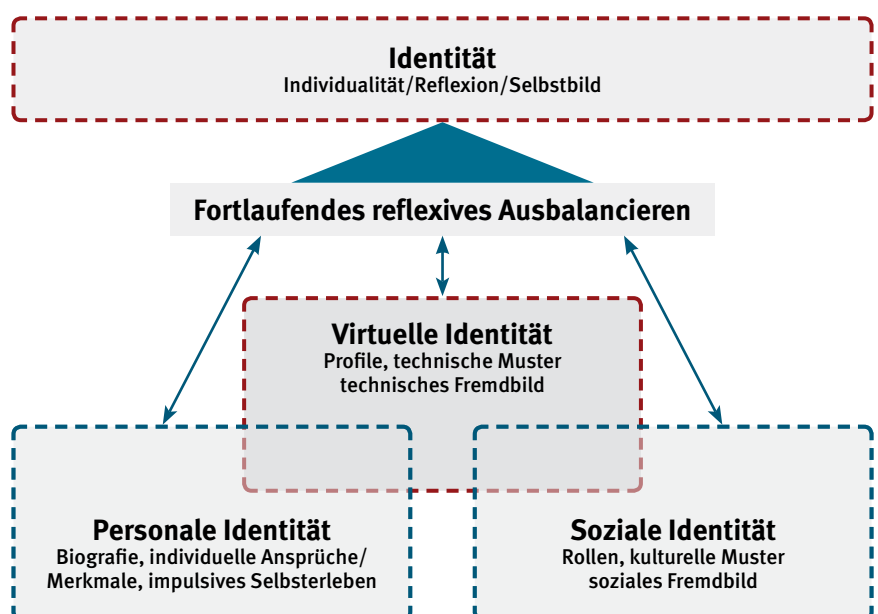 Identität
Individualität/Reflexion/Selbstbild
Fortlaufendes reflexives Ausbalancieren
Virtuelle Identität
Profile, technische Muster
technisches Fremdbild
Personale Identität
Biografie, individuelle Ansprüche/
Merkmale, impulsives Selbsterleben
Soziale Identität
Rollen, kulturelle Muster
soziales Fremdbild